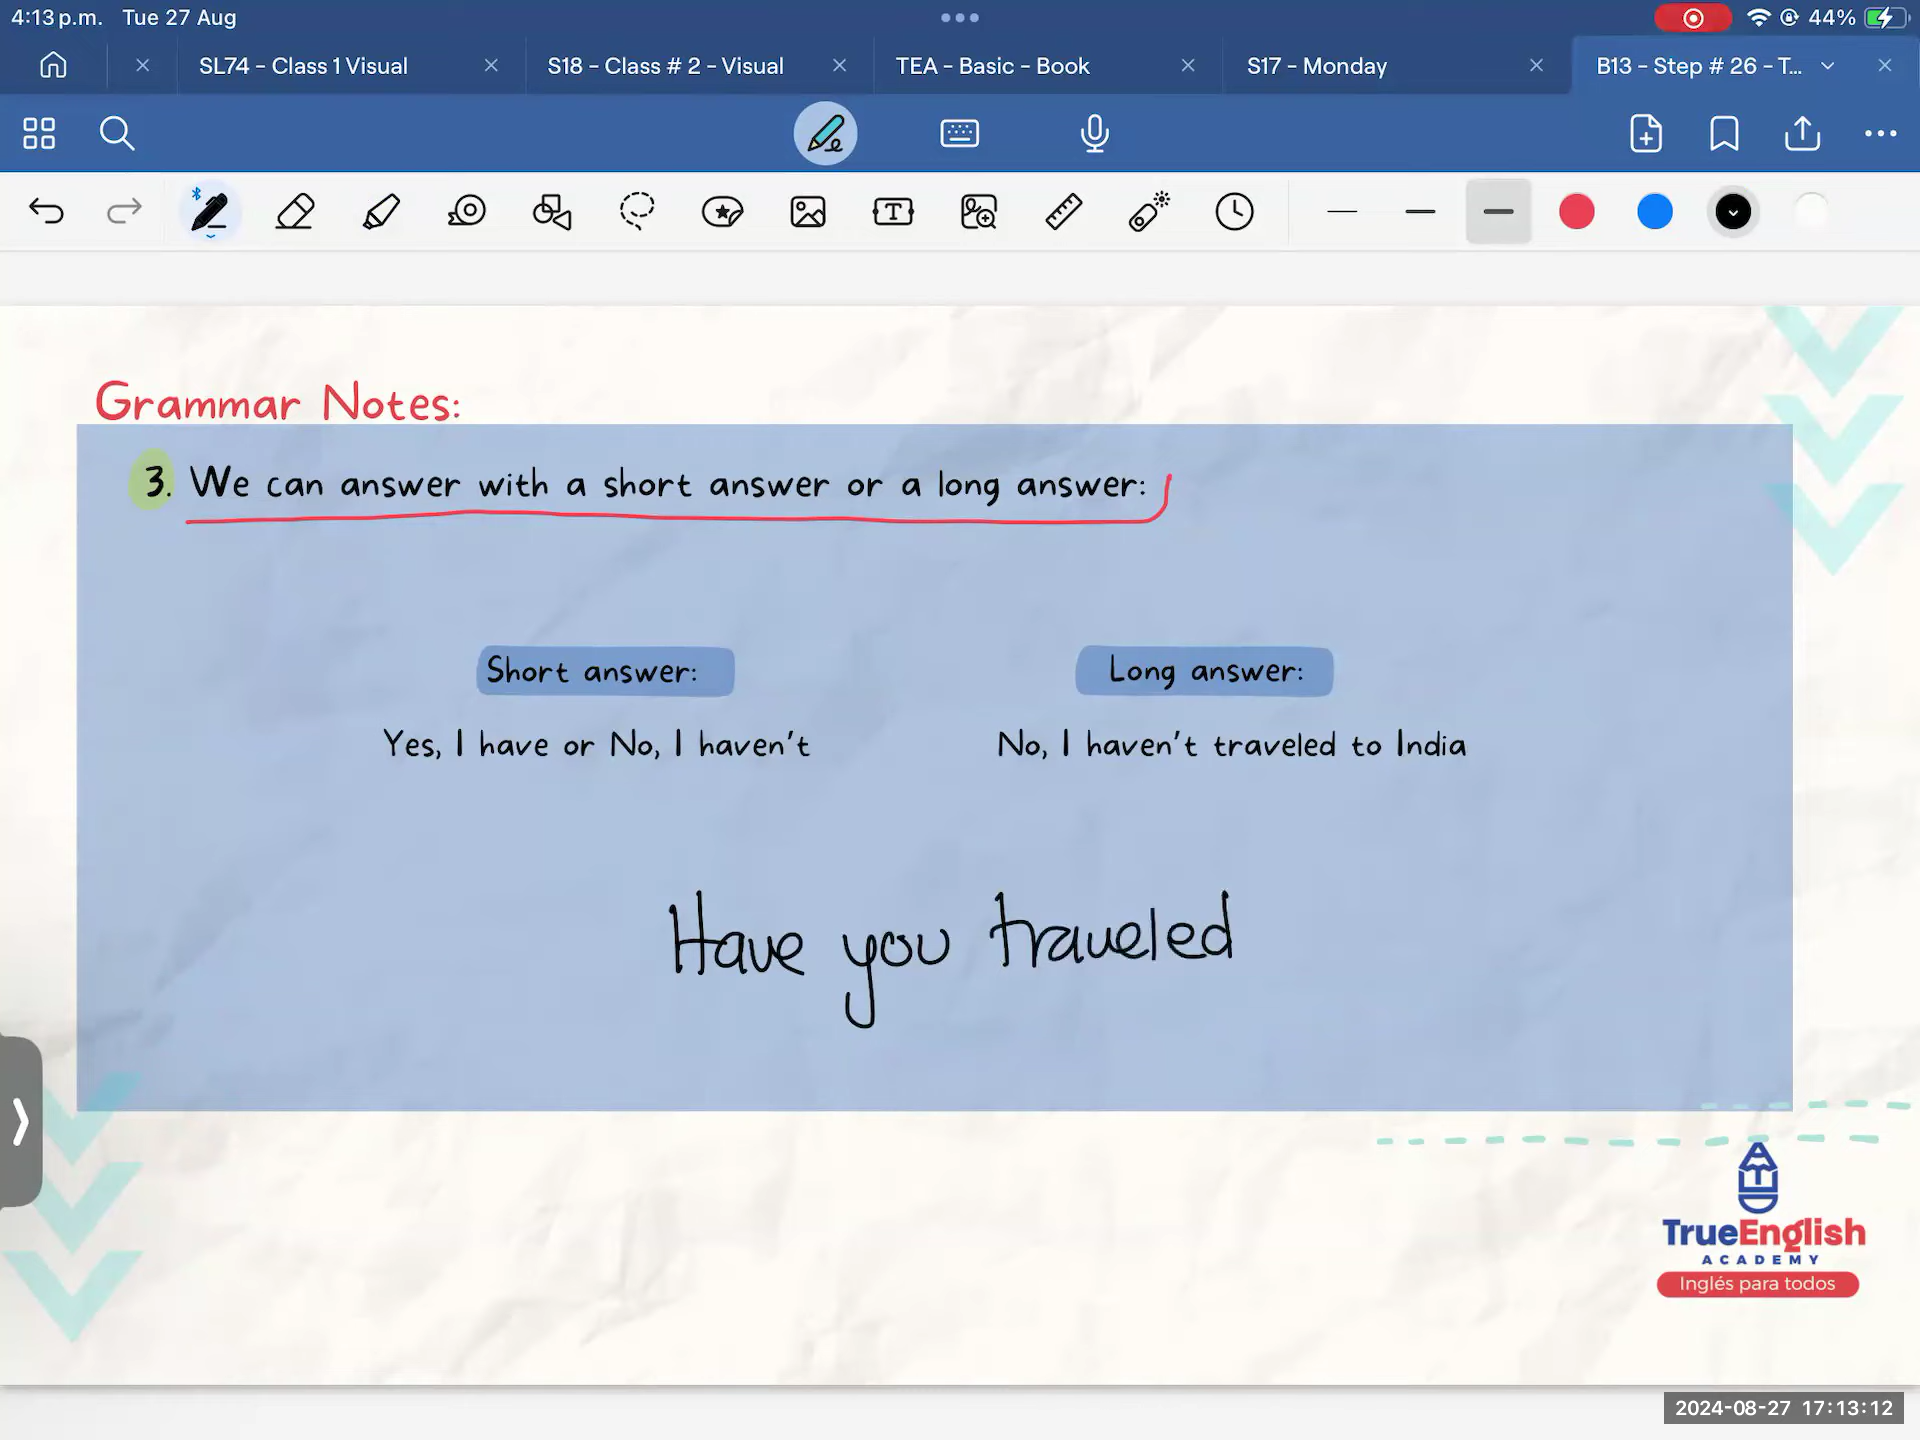 4:13 p.m. Tue 27 Aug
44%
SL74 – Class 1 Visual
S18 – Class # 2 – Visual
TEA – Basic – Book
S17 – Monday
B13 – Step # 26 – T...
Grammar Notes:
3. We can answer with a short answer or a long answer:
Short answer:
Long answer:
Yes, I have or No, I haven't
No, I haven't traveled to India
Have you traveled
TrueEnglish
ACADEMY
Inglés para todos
2024-08-27 17:13:12